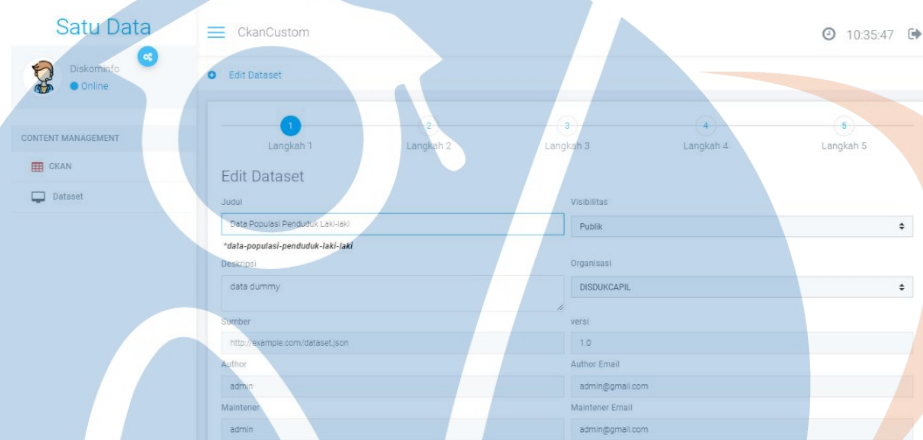 Satu Data
CkanCustom
10:35:47
Diskominfo
Online
Edit Dataset
CONTENT MANAGEMENT
CKAN
Dataset
1 2 3 4 5
Langkah 1 Langkah 2 Langkah 3 Langkah 4 Langkah 5
Edit Dataset
Judul Visibilitas
Data Populasi Penduduk Laki-laki Publik
*data-populasi-penduduk-laki-laki
Deskripsi Organisasi
data dummy DISDUKCAPIL
Sumber versi
http://example.com/dataset.json 1.0
Author Author Email
admin admin@gmail.com
Maintener Maintener Email
admin admin@gmail.com